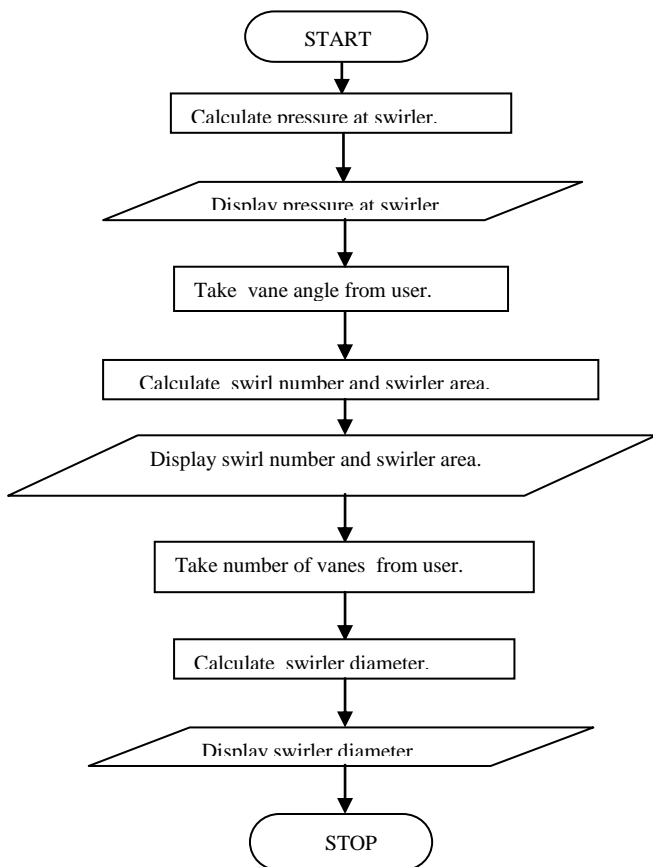 START
Calculate pressure at swirler.
Display pressure at swirler
Take vane angle from user.
Calculate swirl number and swirler area.
Display swirl number and swirler area.
Take number of vanes from user.
Calculate swirler diameter.
Display swirler diameter
STOP